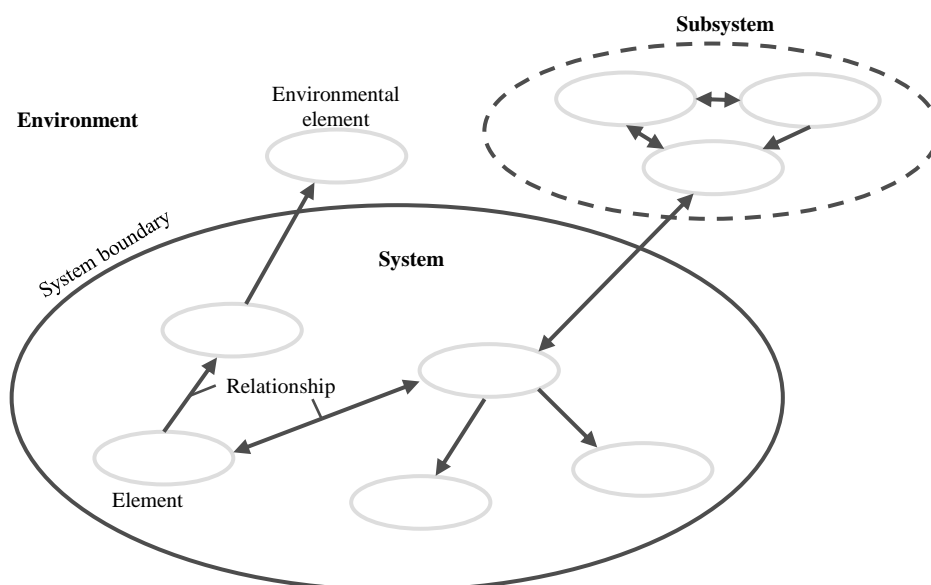 Subsystem
Environmental
element
Environment
System boundary
System
Relationship
Element